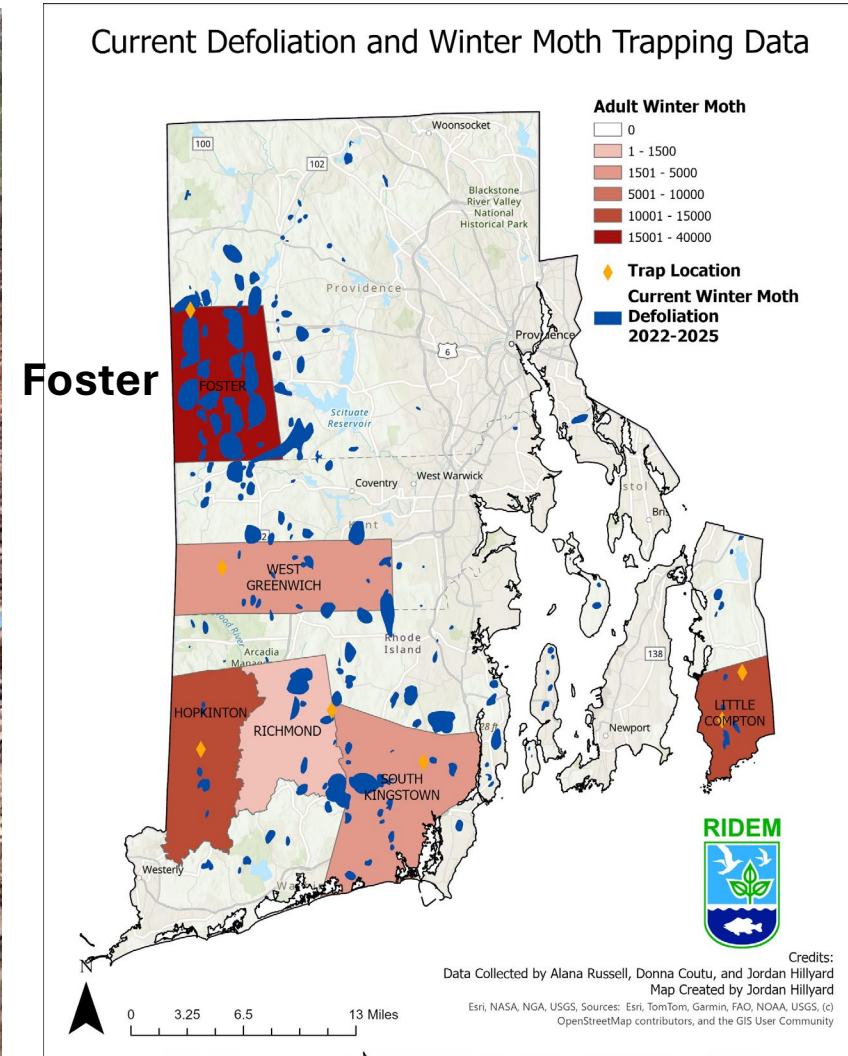 Current Defoliation and Winter Moth Trapping Data
Adult Winter Moth
0
1 - 1500
1501 - 5000
5001 - 10000
10001 - 15000
15001 - 40000
Trap Location
Current Winter Moth
Defoliation
2022-2025
Woonsocket
100
102
Blackstone
River Valley
National
Historical Park
Providence
Providence
6
Foster
FOSTER
Scituate
Reservoir
West Warwick
Coventry
Kent
WEST
GREENWICH
Rhode
Island
Arcadia
138
HOPKINTON
RICHMOND
LITTLE
COMPTON
Newport
SOUTH
KINGSTOWN
RIDEM
Westerly
N
0 3.25 6.5 13 Miles
Credits:
Data Collected by Alana Russell, Donna Coutu, and Jordan Hillyard
Map Created by Jordan Hillyard
Esri, NASA, NGA, USGS, Sources: Esri, TomTom, Garmin, FAO, NOAA, USGS, (c)
OpenStreetMap contributors, and the GIS User Community